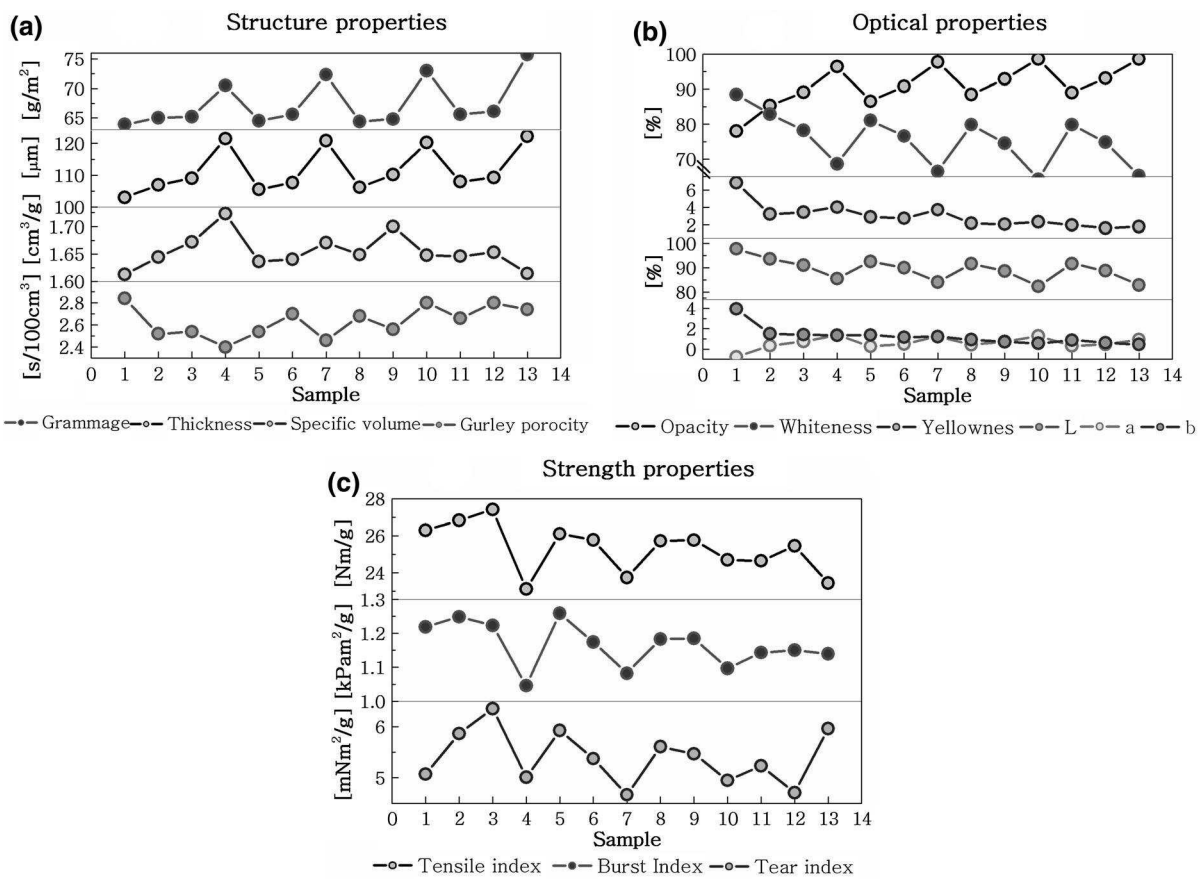 (a) Structure properties
[g/m²]
75
70
65
[µm]
120
110
100
[cm³/g]
1.70
1.65
1.60
[s/100cm³]
2.8
2.6
2.4
0 1 2 3 4 5 6 7 8 9 10 11 12 13 14
Sample
Grammage Thickness Specific volume Gurley porocity
(b) Optical properties
[%]
100
90
80
70
6
4
2
[%]
100
90
80
4
2
0
0 1 2 3 4 5 6 7 8 9 10 11 12 13 14
Sample
Opacity Whiteness Yellownes L a b
(c) Strength properties
[Nm/g]
28
26
24
[kPam²/g]
1.3
1.2
1.1
1.0
[mNm²/g]
6
5
0 1 2 3 4 5 6 7 8 9 10 11 12 13 14
Sample
Tensile index Burst Index Tear index